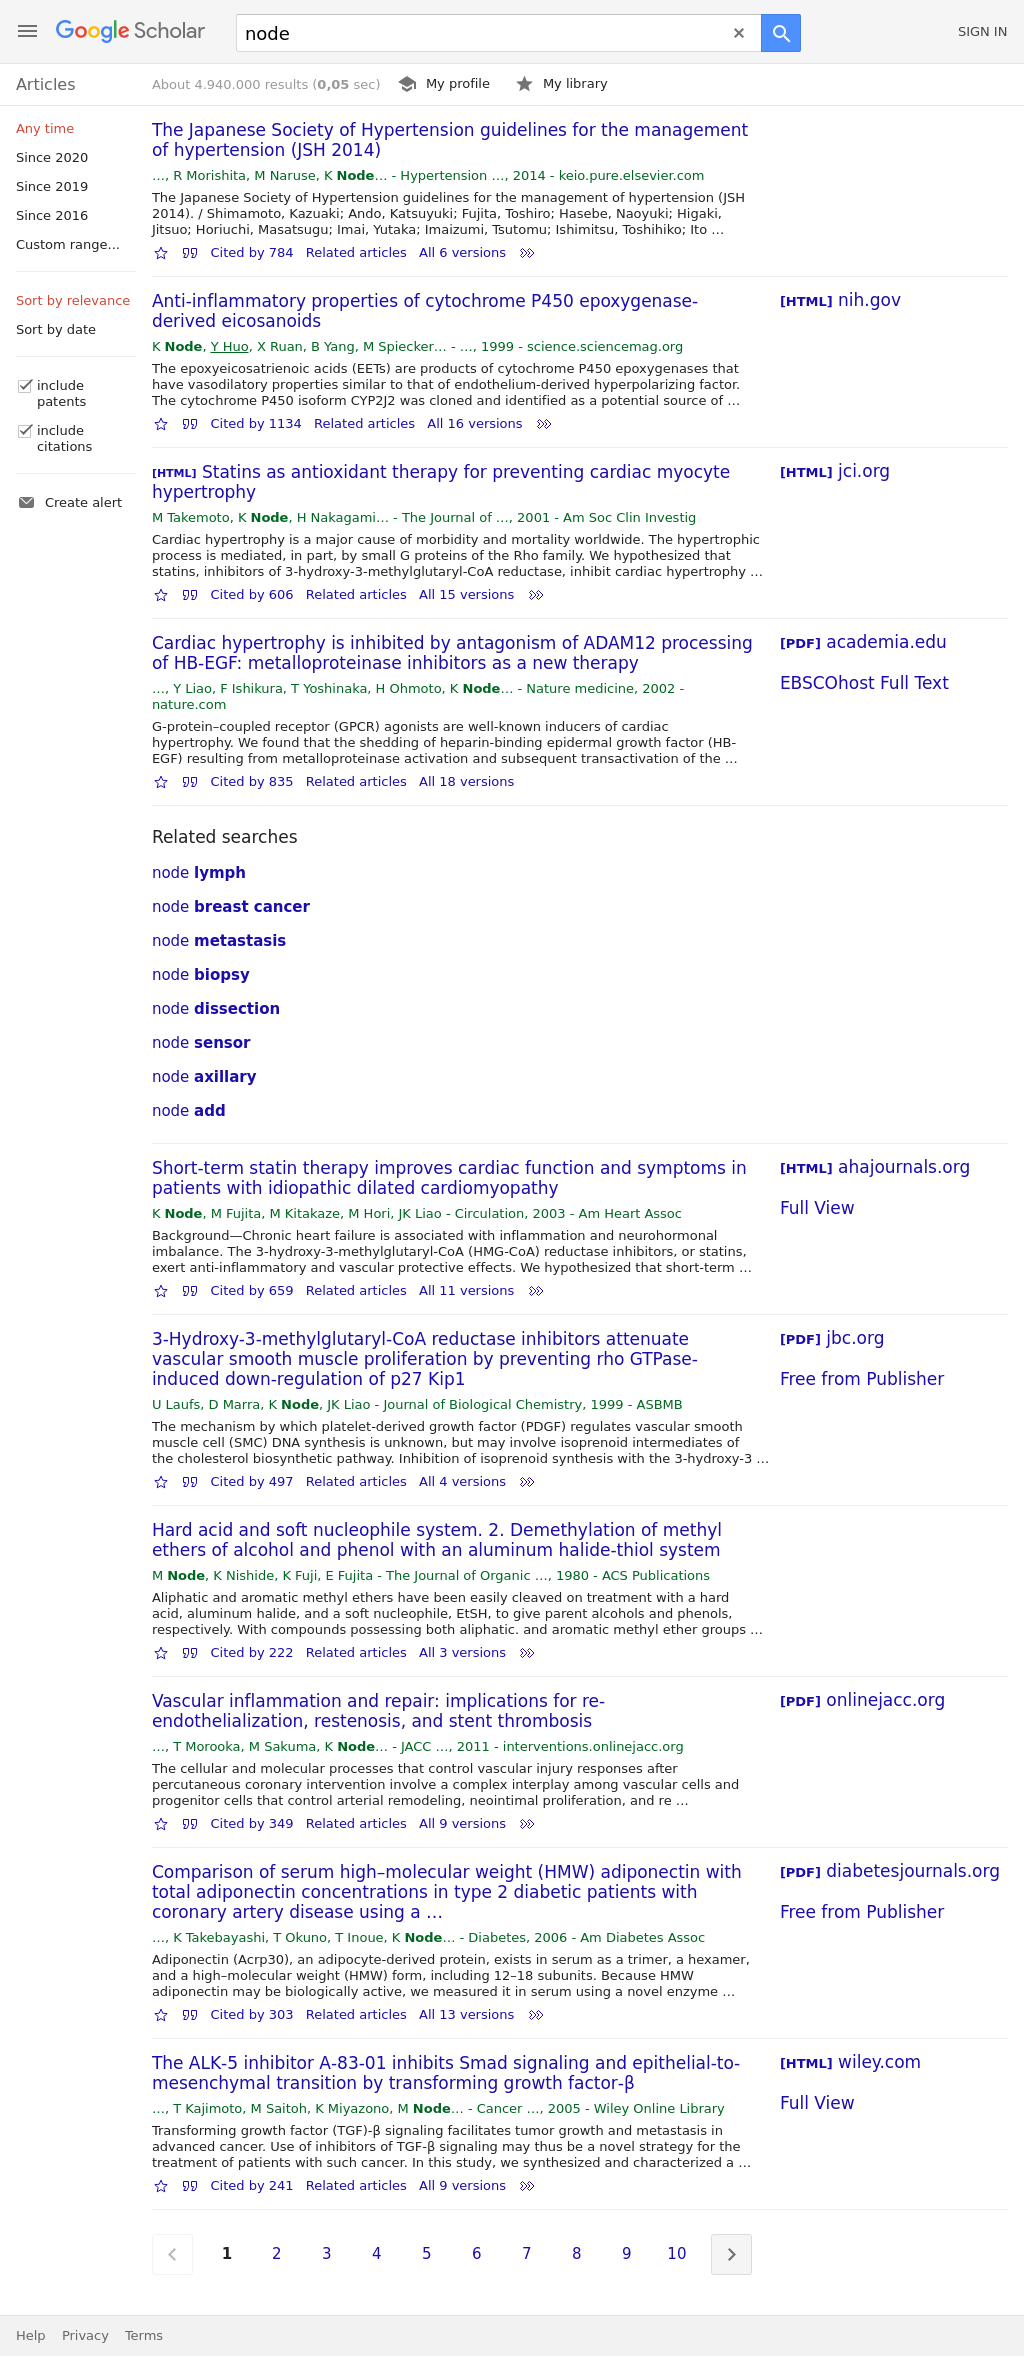 Google Scholar
node
SIGN IN
Articles
About 4.940.000 results (0,05 sec)
My profile
My library
Any time
Since 2020
Since 2019
Since 2016
Custom range...
Sort by relevance
Sort by date
include
patents
include
citations
Create alert
The Japanese Society of Hypertension guidelines for the management
of hypertension (JSH 2014)
…, R Morishita, M Naruse, K Node… - Hypertension …, 2014 - keio.pure.elsevier.com
The Japanese Society of Hypertension guidelines for the management of hypertension (JSH
2014). / Shimamoto, Kazuaki; Ando, Katsuyuki; Fujita, Toshiro; Hasebe, Naoyuki; Higaki,
Jitsuo; Horiuchi, Masatsugu; Imai, Yutaka; Imaizumi, Tsutomu; Ishimitsu, Toshihiko; Ito …
Cited by 784 Related articles All 6 versions
Anti-inflammatory properties of cytochrome P450 epoxygenase-
derived eicosanoids
[HTML] nih.gov
K Node, Y Huo, X Ruan, B Yang, M Spiecker… - …, 1999 - science.sciencemag.org
The epoxyeicosatrienoic acids (EETs) are products of cytochrome P450 epoxygenases that
have vasodilatory properties similar to that of endothelium-derived hyperpolarizing factor.
The cytochrome P450 isoform CYP2J2 was cloned and identified as a potential source of …
Cited by 1134 Related articles All 16 versions
[HTML] Statins as antioxidant therapy for preventing cardiac myocyte
hypertrophy
[HTML] jci.org
M Takemoto, K Node, H Nakagami… - The Journal of …, 2001 - Am Soc Clin Investig
Cardiac hypertrophy is a major cause of morbidity and mortality worldwide. The hypertrophic
process is mediated, in part, by small G proteins of the Rho family. We hypothesized that
statins, inhibitors of 3-hydroxy-3-methylglutaryl-CoA reductase, inhibit cardiac hypertrophy …
Cited by 606 Related articles All 15 versions
Cardiac hypertrophy is inhibited by antagonism of ADAM12 processing
of HB-EGF: metalloproteinase inhibitors as a new therapy
[PDF] academia.edu
EBSCOhost Full Text
…, Y Liao, F Ishikura, T Yoshinaka, H Ohmoto, K Node… - Nature medicine, 2002 -
nature.com
G-protein–coupled receptor (GPCR) agonists are well-known inducers of cardiac
hypertrophy. We found that the shedding of heparin-binding epidermal growth factor (HB-
EGF) resulting from metalloproteinase activation and subsequent transactivation of the …
Cited by 835 Related articles All 18 versions
Related searches
node lymph
node breast cancer
node metastasis
node biopsy
node dissection
node sensor
node axillary
node add
Short-term statin therapy improves cardiac function and symptoms in
patients with idiopathic dilated cardiomyopathy
[HTML] ahajournals.org
Full View
K Node, M Fujita, M Kitakaze, M Hori, JK Liao - Circulation, 2003 - Am Heart Assoc
Background—Chronic heart failure is associated with inflammation and neurohormonal
imbalance. The 3-hydroxy-3-methylglutaryl-CoA (HMG-CoA) reductase inhibitors, or statins,
exert anti-inflammatory and vascular protective effects. We hypothesized that short-term …
Cited by 659 Related articles All 11 versions
3-Hydroxy-3-methylglutaryl-CoA reductase inhibitors attenuate
vascular smooth muscle proliferation by preventing rho GTPase-
induced down-regulation of p27 Kip1
[PDF] jbc.org
Free from Publisher
U Laufs, D Marra, K Node, JK Liao - Journal of Biological Chemistry, 1999 - ASBMB
The mechanism by which platelet-derived growth factor (PDGF) regulates vascular smooth
muscle cell (SMC) DNA synthesis is unknown, but may involve isoprenoid intermediates of
the cholesterol biosynthetic pathway. Inhibition of isoprenoid synthesis with the 3-hydroxy-3 …
Cited by 497 Related articles All 4 versions
Hard acid and soft nucleophile system. 2. Demethylation of methyl
ethers of alcohol and phenol with an aluminum halide-thiol system
M Node, K Nishide, K Fuji, E Fujita - The Journal of Organic …, 1980 - ACS Publications
Aliphatic and aromatic methyl ethers have been easily cleaved on treatment with a hard
acid, aluminum halide, and a soft nucleophile, EtSH, to give parent alcohols and phenols,
respectively. With compounds possessing both aliphatic. and aromatic methyl ether groups …
Cited by 222 Related articles All 3 versions
Vascular inflammation and repair: implications for re-
endothelialization, restenosis, and stent thrombosis
[PDF] onlinejacc.org
…, T Morooka, M Sakuma, K Node… - JACC …, 2011 - interventions.onlinejacc.org
The cellular and molecular processes that control vascular injury responses after
percutaneous coronary intervention involve a complex interplay among vascular cells and
progenitor cells that control arterial remodeling, neointimal proliferation, and re …
Cited by 349 Related articles All 9 versions
Comparison of serum high–molecular weight (HMW) adiponectin with
total adiponectin concentrations in type 2 diabetic patients with
coronary artery disease using a …
[PDF] diabetesjournals.org
Free from Publisher
…, K Takebayashi, T Okuno, T Inoue, K Node… - Diabetes, 2006 - Am Diabetes Assoc
Adiponectin (Acrp30), an adipocyte-derived protein, exists in serum as a trimer, a hexamer,
and a high–molecular weight (HMW) form, including 12–18 subunits. Because HMW
adiponectin may be biologically active, we measured it in serum using a novel enzyme …
Cited by 303 Related articles All 13 versions
The ALK-5 inhibitor A-83-01 inhibits Smad signaling and epithelial-to-
mesenchymal transition by transforming growth factor-β
[HTML] wiley.com
Full View
…, T Kajimoto, M Saitoh, K Miyazono, M Node… - Cancer …, 2005 - Wiley Online Library
Transforming growth factor (TGF)-β signaling facilitates tumor growth and metastasis in
advanced cancer. Use of inhibitors of TGF-β signaling may thus be a novel strategy for the
treatment of patients with such cancer. In this study, we synthesized and characterized a …
Cited by 241 Related articles All 9 versions
1 2 3 4 5 6 7 8 9 10
Help Privacy Terms